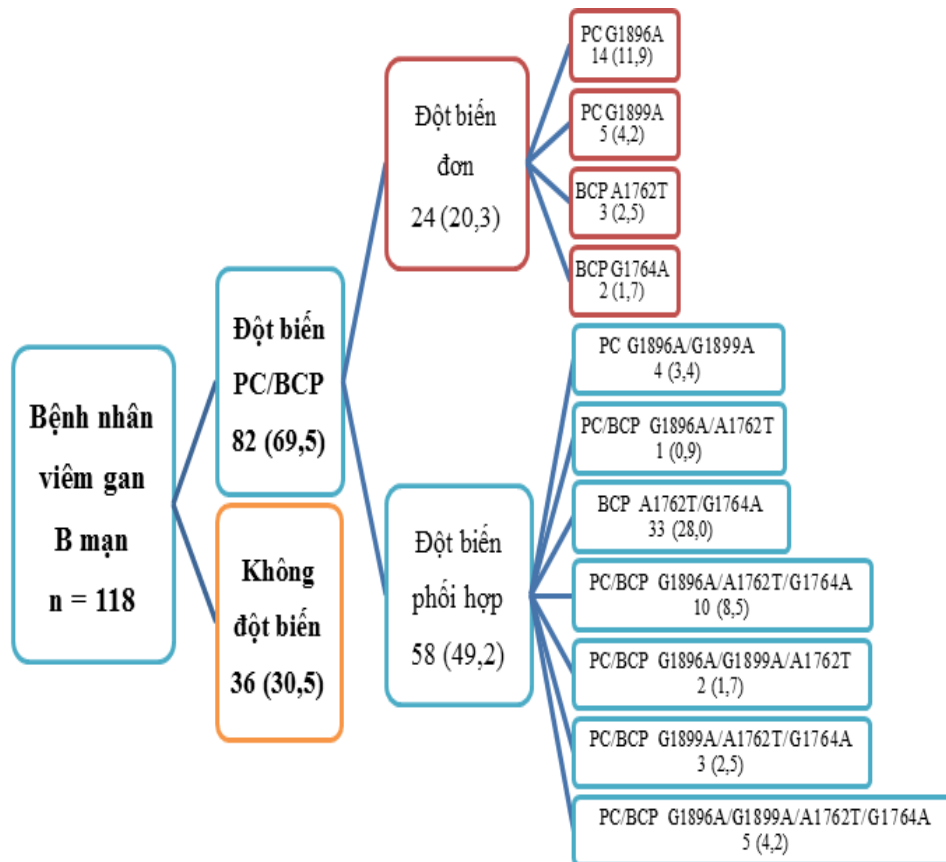 Bệnh nhân
viêm gan
B mạn
n = 118
Đột biến
PC/BCP
82 (69,5)
Không
đột biến
36 (30,5)
Đột biến
đơn
24 (20,3)
Đột biến
phối hợp
58 (49,2)
PC G1896A
14 (11,9)
PC G1899A
5 (4,2)
BCP A1762T
3 (2,5)
BCP G1764A
2 (1,7)
PC G1896A/G1899A
4 (3,4)
PC/BCP G1896A/A1762T
1 (0,9)
BCP A1762T/G1764A
33 (28,0)
PC/BCP G1896A/A1762T/G1764A
10 (8,5)
PC/BCP G1896A/G1899A/A1762T
2 (1,7)
PC/BCP G1899A/A1762T/G1764A
3 (2,5)
PC/BCP G1896A/G1899A/A1762T/G1764A
5 (4,2)